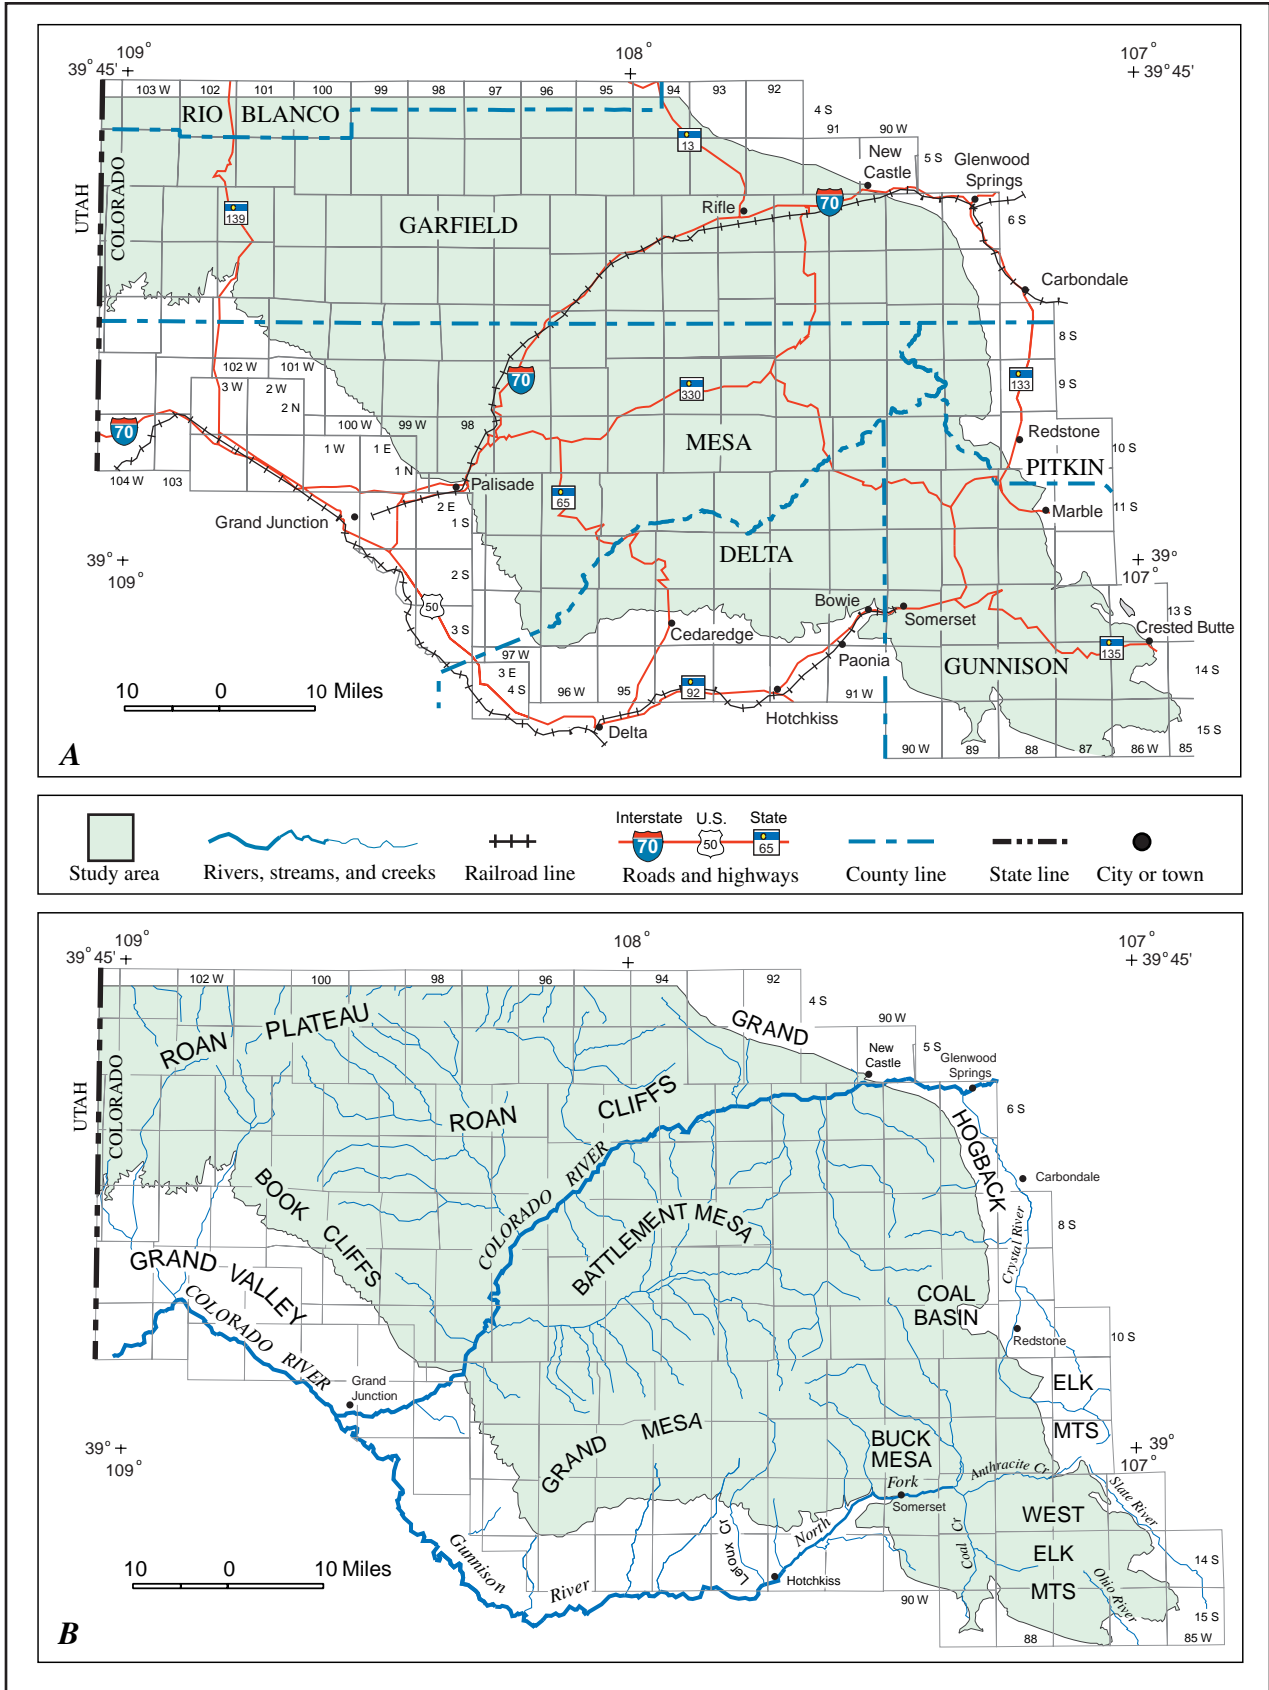 109° 108° 107°
39° 45' 39° 45'
103 W 102 101 100 99 98 97 96 95 94 93 92
RIO BLANCO
4 S
13
91 90 W
New
Castle
5 S
Glenwood
Springs
UTAH
COLORADO
139
GARFIELD
Rifle
70
6 S
Carbondale
8 S
102 W 101 W
3 W 2 W
2 N
70
330
133
9 S
70
100 W 99 W 98
1 W 1 E
1 N
MESA
Redstone
10 S
PITKIN
104 W 103
Palisade
65
2 E
1 S
Grand Junction
Marble
11 S
39°
109°
DELTA
39°
107°
2 S
50
Bowie
Somerset
13 S
3 S
Cedaredge
Crested Butte
135
97 W
Paonia
GUNNISON
14 S
3 E
4 S
10 0 10 Miles
96 W 95
92
91 W
Hotchkiss
Delta
15 S
90 W 89 88 87 86 W 85
A
Interstate U.S. State
70 50 65
Study area
Rivers, streams, and creeks
Railroad line
Roads and highways
County line
State line
City or town
109° 108° 107°
39° 45' 39° 45'
102 W 100 98 96 94 92
4 S
ROAN PLATEAU
GRAND
90 W
New
Castle
5 S
Glenwood
Springs
UTAH
COLORADO
ROAN CLIFFS
6 S
HOGBACK
COLORADO RIVER
Carbondale
BOOK CLIFFS
BATTLEMENT MESA
Crystal River
8 S
GRAND VALLEY
COLORADO RIVER
COAL
BASIN
Redstone
10 S
Grand
Junction
ELK
MTS
GRAND MESA
BUCK
MESA
39°
109°
39°
107°
Anthracite Cr
Fork
Somerset
Slate River
WEST
ELK
MTS
North
Leroux Cr
Coal Cr
Gunnison
River
Hotchkiss
Ohio River
14 S
10 0 10 Miles
90 W
15 S
88
85 W
B